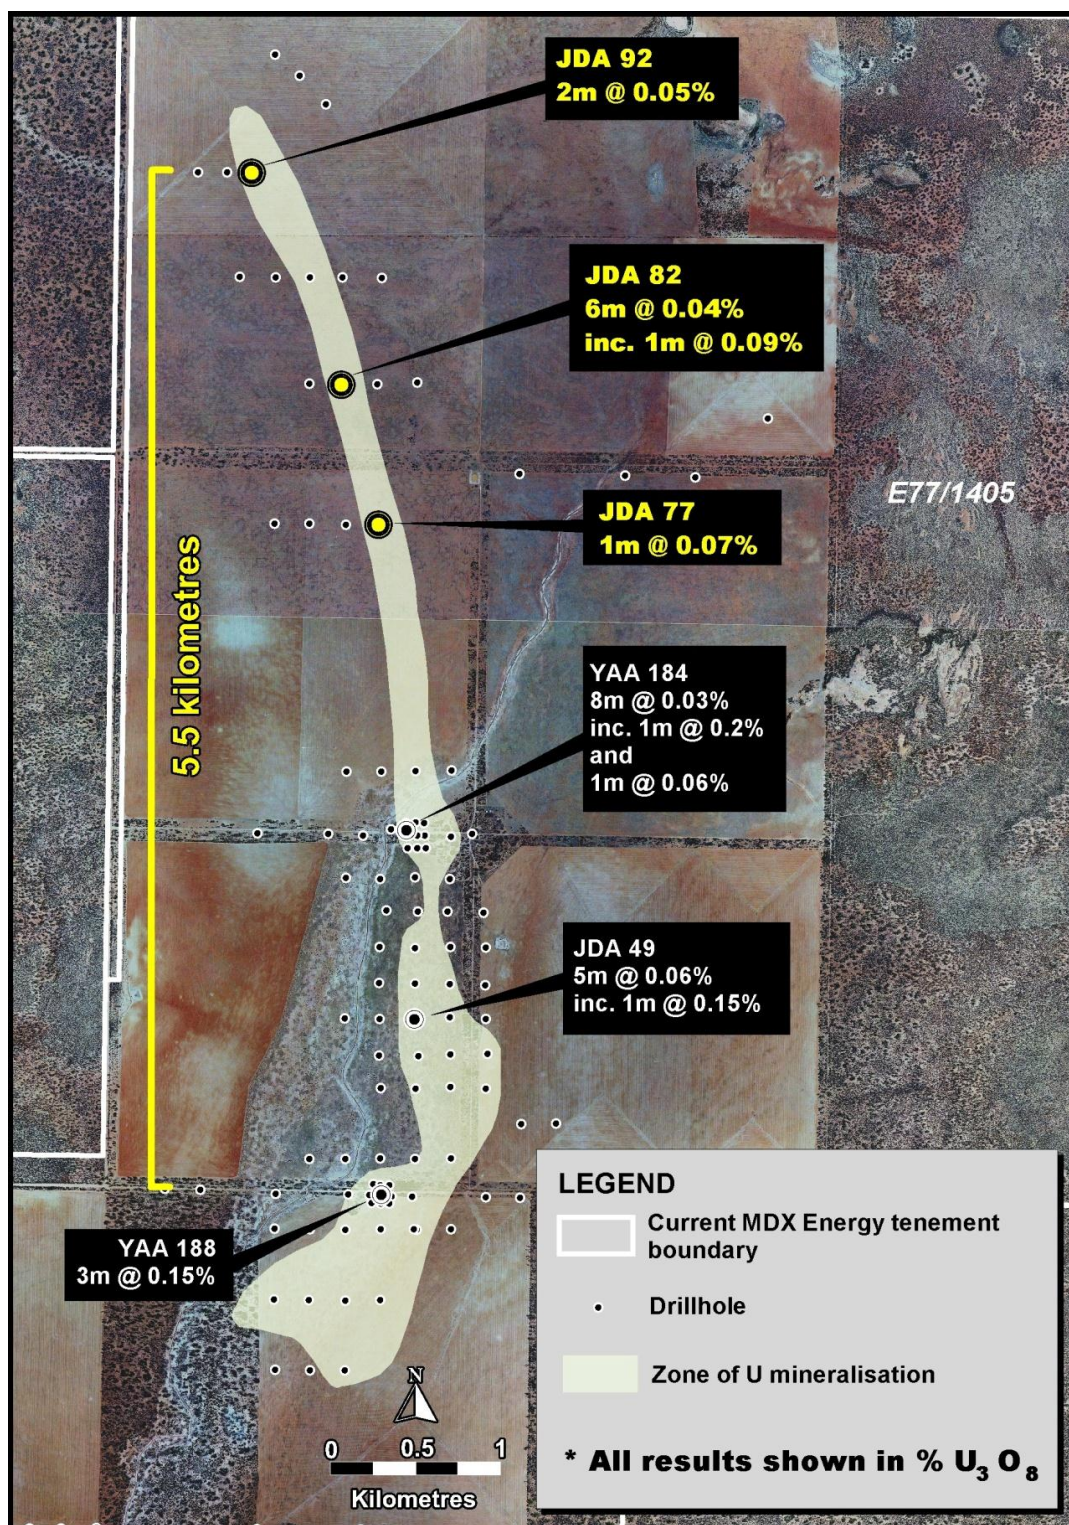 JDA 92
2m @ 0.05%
JDA 82
6m @ 0.04%
inc. 1m @ 0.09%
E77/1405
JDA 77
1m @ 0.07%
5.5 kilometres
YAA 184
8m @ 0.03%
inc. 1m @ 0.2%
and
1m @ 0.06%
JDA 49
5m @ 0.06%
inc. 1m @ 0.15%
YAA 188
3m @ 0.15%
LEGEND
Current MDX Energy tenement
boundary
Drillhole
Zone of U mineralisation
* All results shown in % U₃O₈
N
0 0.5 1
Kilometres